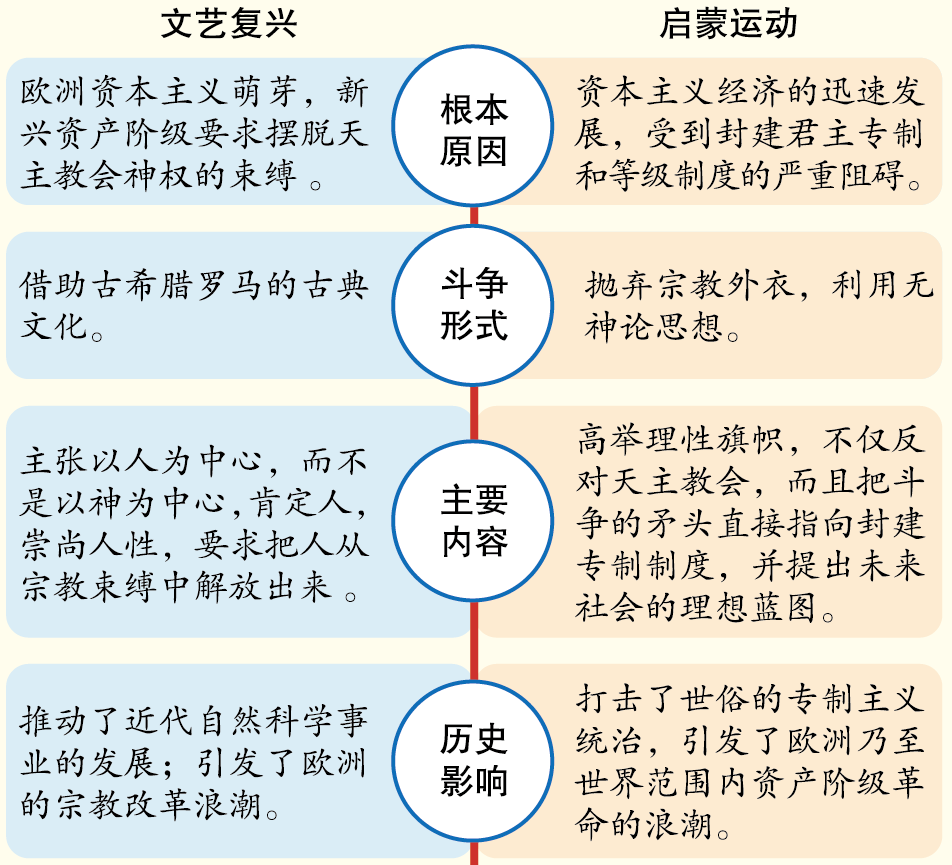 文艺复兴
启蒙运动
欧洲资本主义萌芽，新
兴资产阶级要求摆脱天
主教会神权的束缚。
根本
原因
资本主义经济的迅速发
展，受到封建君主专制
和等级制度的严重阻碍。
借助古希腊罗马的古典
文化。
斗争
形式
抛弃宗教外衣，利用无
神论思想。
主张以人为中心，而不
是以神为中心，肯定人，
崇尚人性，要求把人从
宗教束缚中解放出来。
主要
内容
高举理性旗帜，不仅反
对天主教会，而且把斗
争的矛头直接指向封建
专制制度，并提出未来
社会的理想蓝图。
推动了近代自然科学事
业的发展；引发了欧洲
的宗教改革浪潮。
历史
影响
打击了世俗的专制主义
统治，引发了欧洲乃至
世界范围内资产阶级革
命的浪潮。